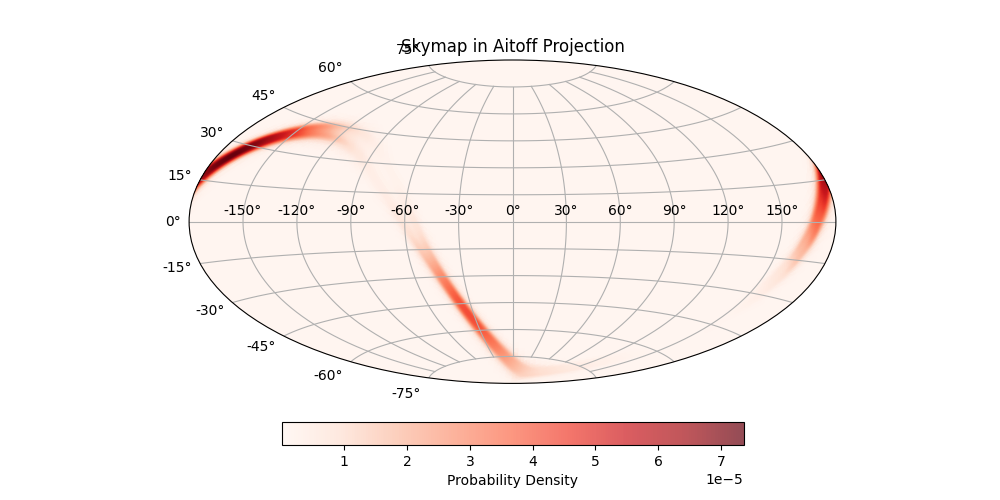 75°
Skymap in Aitoff Projection
60°
45°
30°
15°
-150° -120° -90° -60° -30° 0° 30° 60° 90° 120° 150°
0°
-15°
-30°
-45°
-60°
-75°
1 2 3 4 5 6 7
1e−5
Probability Density